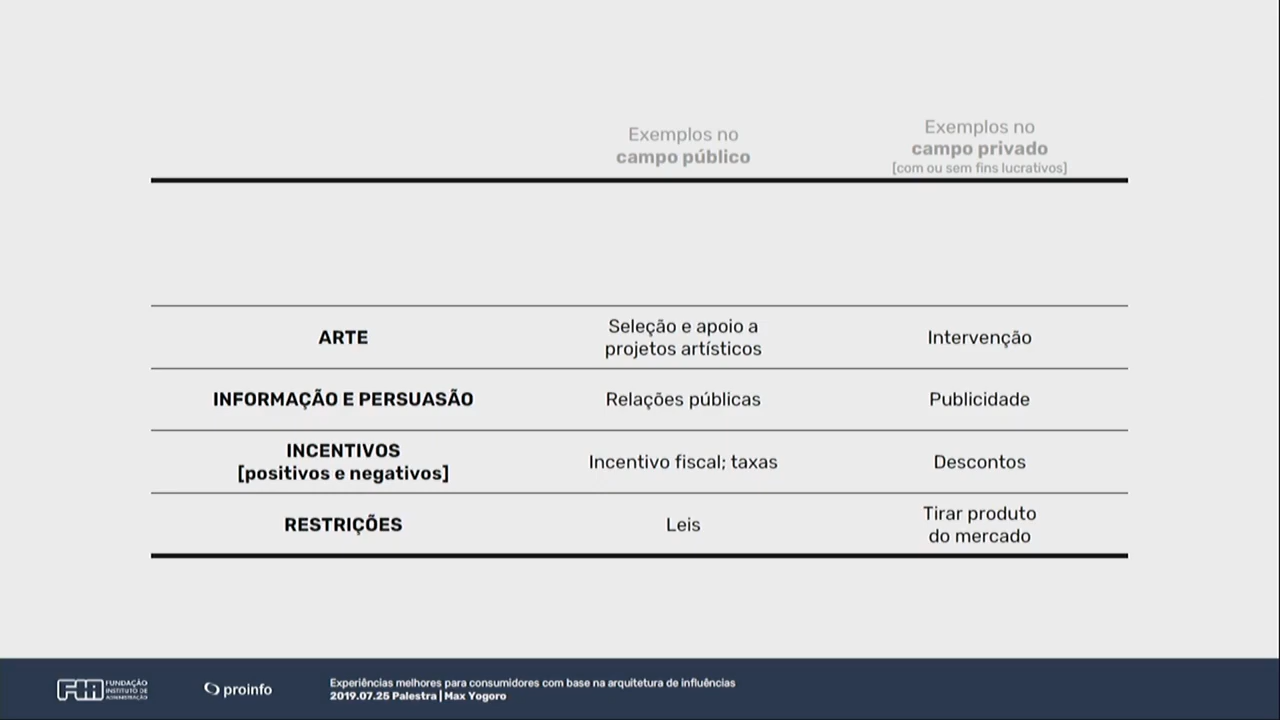 Exemplos no
campo público
Exemplos no
campo privado
[com ou sem fins lucrativos]
ARTE
Seleção e apoio a
projetos artísticos
Intervenção
INFORMAÇÃO E PERSUASÃO
Relações públicas
Publicidade
INCENTIVOS
[positivos e negativos]
Incentivo fiscal; taxas
Descontos
RESTRIÇÕES
Leis
Tirar produto
do mercado
FIA
FUNDAÇÃO
INSTITUTO DE
ADMINISTRAÇÃO
proinfo
Experiências melhores para consumidores com base na arquitetura de influências
2019.07.25 Palestra | Max Yogoro